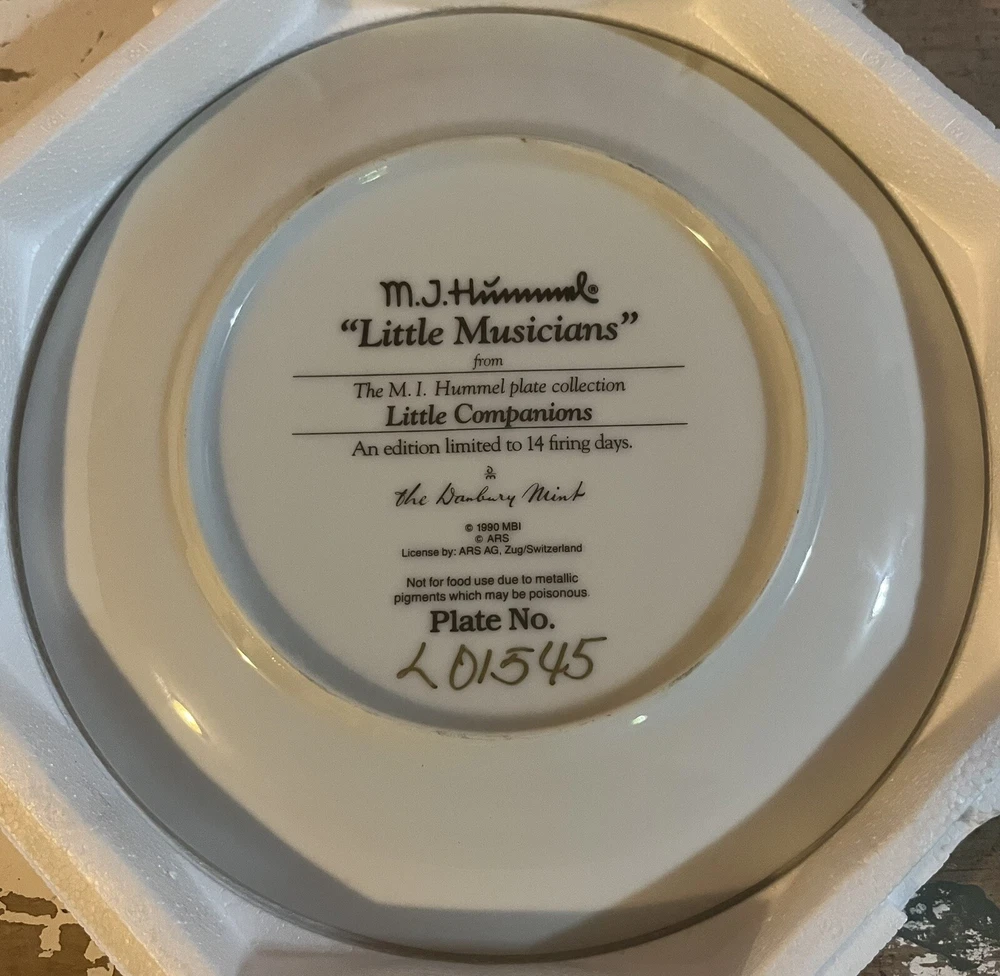 M.J.Hümmel®
“Little Musicians”
from
The M. I. Hummel plate collection
Little Companions
An edition limited to 14 firing days.
the Danbury Mint
© 1990 MBI
© ARS
License by: ARS AG, Zug/Switzerland
Not for food use due to metallic
pigments which may be poisonous.
Plate No.
L01545